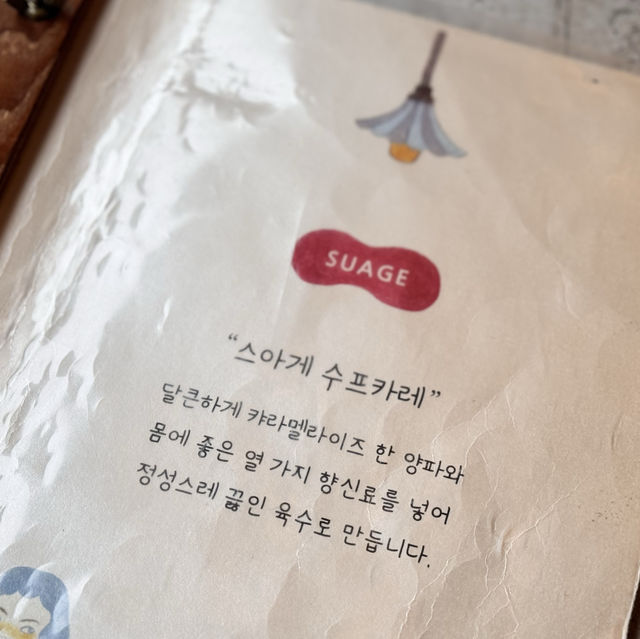 SUAGE
“스아게 수프카레”
달큰하게 캬라멜라이즈 한 양파와
몸에 좋은 열 가지 향신료를 넣어
정성스레 끓인 육수로 만듭니다.